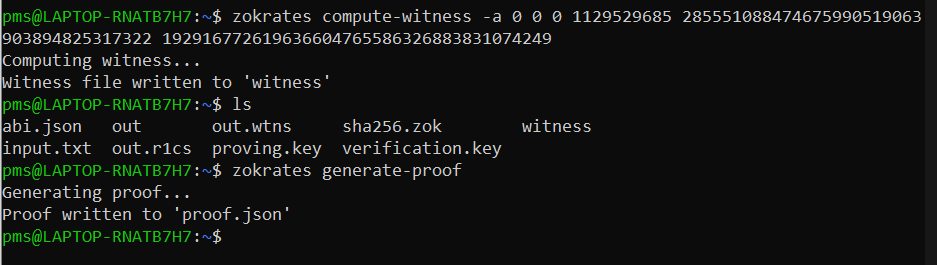 pms@LAPTOP-RNATB7H7:~$ zokrates compute-witness -a 0 0 0 1129529685 285551088474675990519063
903894825317322 192916772619636604765586326883831074249
Computing witness...
Witness file written to 'witness'
pms@LAPTOP-RNATB7H7:~$ ls
abi.json out out.wtns sha256.zok witness
input.txt out.r1cs proving.key verification.key
pms@LAPTOP-RNATB7H7:~$ zokrates generate-proof
Generating proof...
Proof written to 'proof.json'
pms@LAPTOP-RNATB7H7:~$